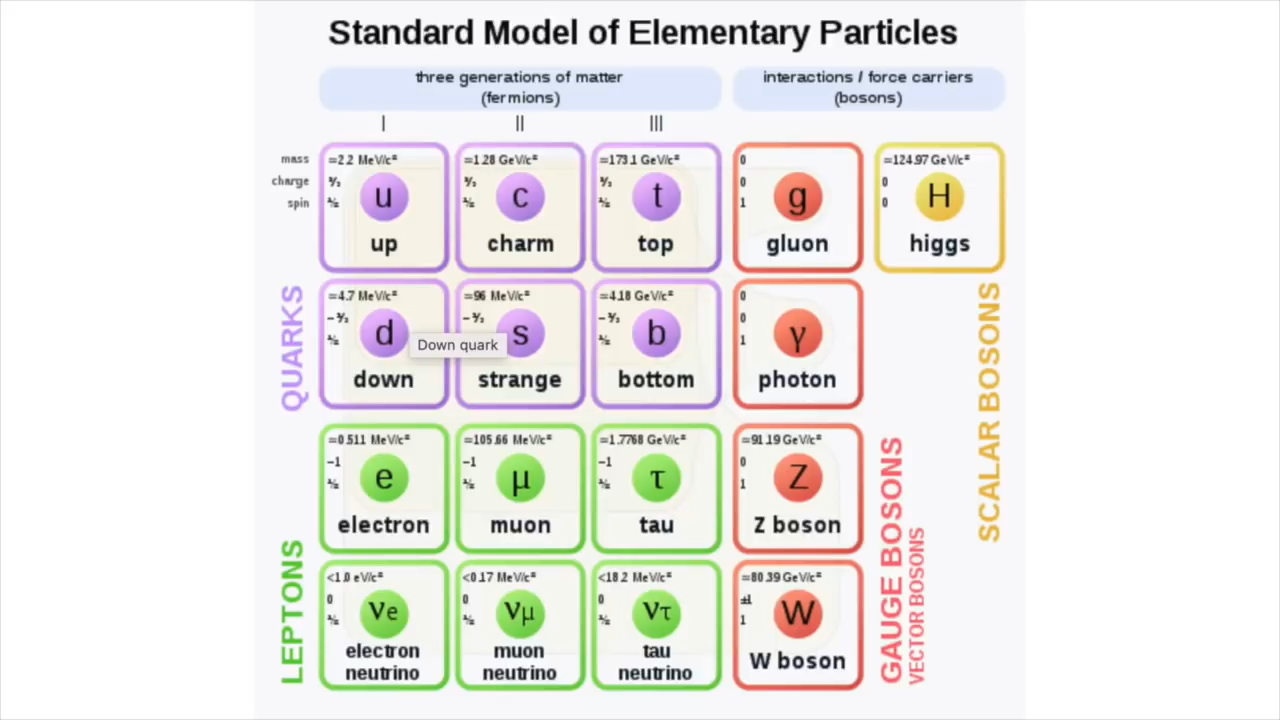 Standard Model of Elementary Particles
three generations of matter
(fermions)
interactions / force carriers
(bosons)
I
II
III
mass
charge
spin
≃2.2 MeV/c²
⅔
½
u
up
≃1.28 GeV/c²
⅔
½
c
charm
≃173.1 GeV/c²
⅔
½
t
top
0
0
1
g
gluon
≃124.97 GeV/c²
0
0
H
higgs
QUARKS
≃4.7 MeV/c²
−⅓
½
d
down
Down quark
≃96 MeV/c²
−⅓
½
s
strange
≃4.18 GeV/c²
−⅓
½
b
bottom
0
0
1
γ
photon
SCALAR BOSONS
≃0.511 MeV/c²
−1
½
e
electron
≃105.66 MeV/c²
−1
½
μ
muon
≃1.7768 GeV/c²
−1
½
τ
tau
≃91.19 GeV/c²
0
1
Z
Z boson
LEPTONS
<1.0 eV/c²
0
½
νe
electron
neutrino
<0.17 MeV/c²
0
½
νμ
muon
neutrino
<18.2 MeV/c²
0
½
ντ
tau
neutrino
≃80.39 GeV/c²
±1
1
W
W boson
GAUGE BOSONS
VECTOR BOSONS